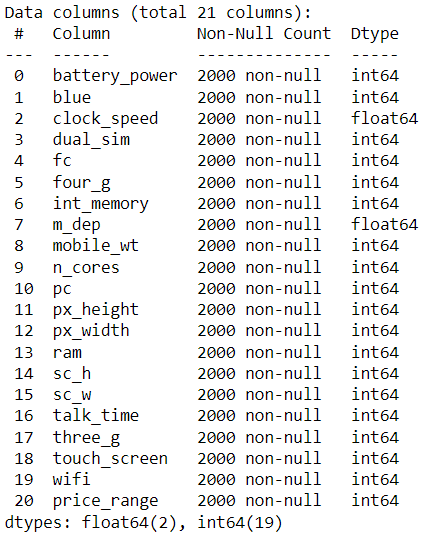 Data columns (total 21 columns):
 #   Column         Non-Null Count  Dtype
---  ------         --------------  -----
 0   battery_power  2000 non-null   int64
 1   blue           2000 non-null   int64
 2   clock_speed    2000 non-null   float64
 3   dual_sim       2000 non-null   int64
 4   fc             2000 non-null   int64
 5   four_g         2000 non-null   int64
 6   int_memory     2000 non-null   int64
 7   m_dep          2000 non-null   float64
 8   mobile_wt      2000 non-null   int64
 9   n_cores        2000 non-null   int64
 10  pc             2000 non-null   int64
 11  px_height      2000 non-null   int64
 12  px_width       2000 non-null   int64
 13  ram            2000 non-null   int64
 14  sc_h           2000 non-null   int64
 15  sc_w           2000 non-null   int64
 16  talk_time      2000 non-null   int64
 17  three_g        2000 non-null   int64
 18  touch_screen   2000 non-null   int64
 19  wifi           2000 non-null   int64
 20  price_range    2000 non-null   int64
dtypes: float64(2), int64(19)